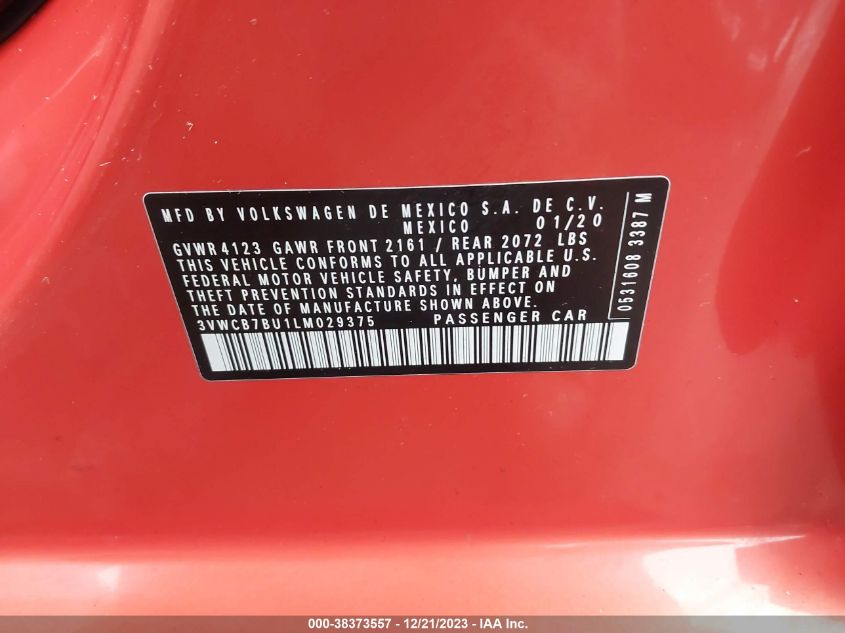 MFD BY VOLKSWAGEN DE MEXICO S.A. DE C.V.
MEXICO 01/20
GVWR 4123 GAWR FRONT 2161 / REAR 2072 LBS
THIS VEHICLE CONFORMS TO ALL APPLICABLE U.S.
FEDERAL MOTOR VEHICLE SAFETY, BUMPER AND
THEFT PREVENTION STANDARDS IN EFFECT ON
THE DATE OF MANUFACTURE SHOWN ABOVE.
3VWCB7BU1LM029375 PASSENGER CAR
0531608 3387 M
000-38373557 - 12/21/2023 - IAA Inc.